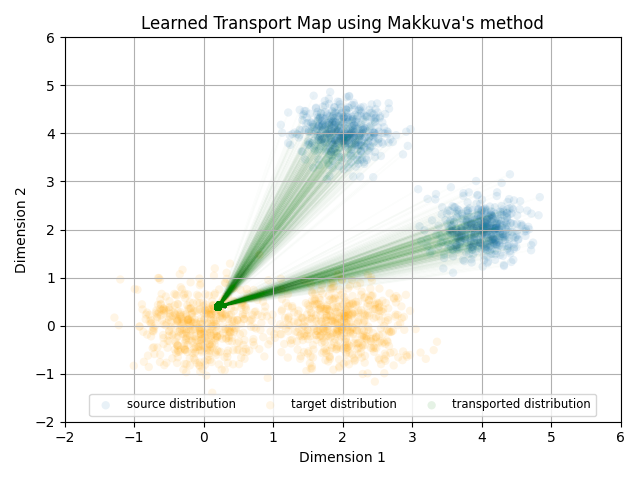 Learned Transport Map using Makkuva's method
6
5
4
3
2
1
0
−1
−2
Dimension 2
source distribution target distribution transported distribution
−2 −1 0 1 2 3 4 5 6
Dimension 1